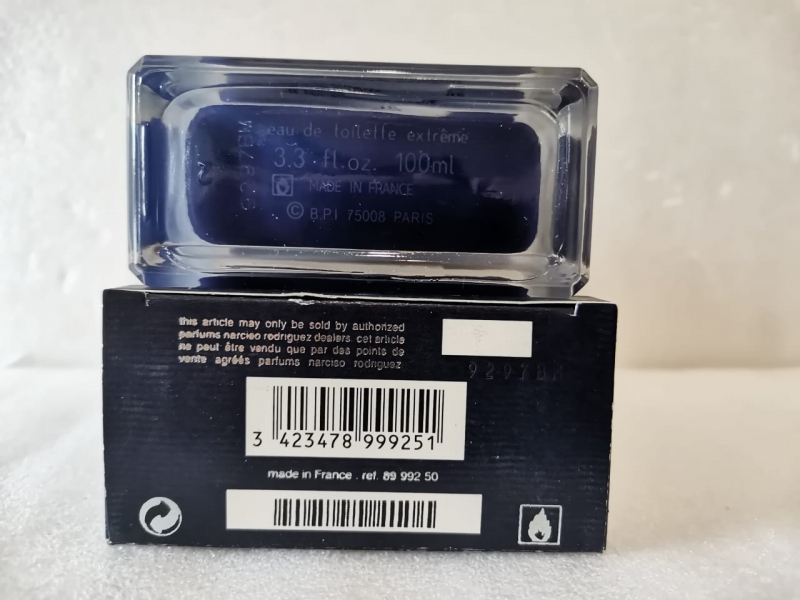 eau de toilette extrême
3.3 fl.oz. 100ml
MADE IN FRANCE
© B.P.I 75008 PARIS
this article may only be sold by authorized
parfums narciso rodriguez dealers. cet article
ne peut être vendu que par des points de
vente agréés parfums narciso rodriguez.
3 423478 999251
made in France . ref. 89 992 50